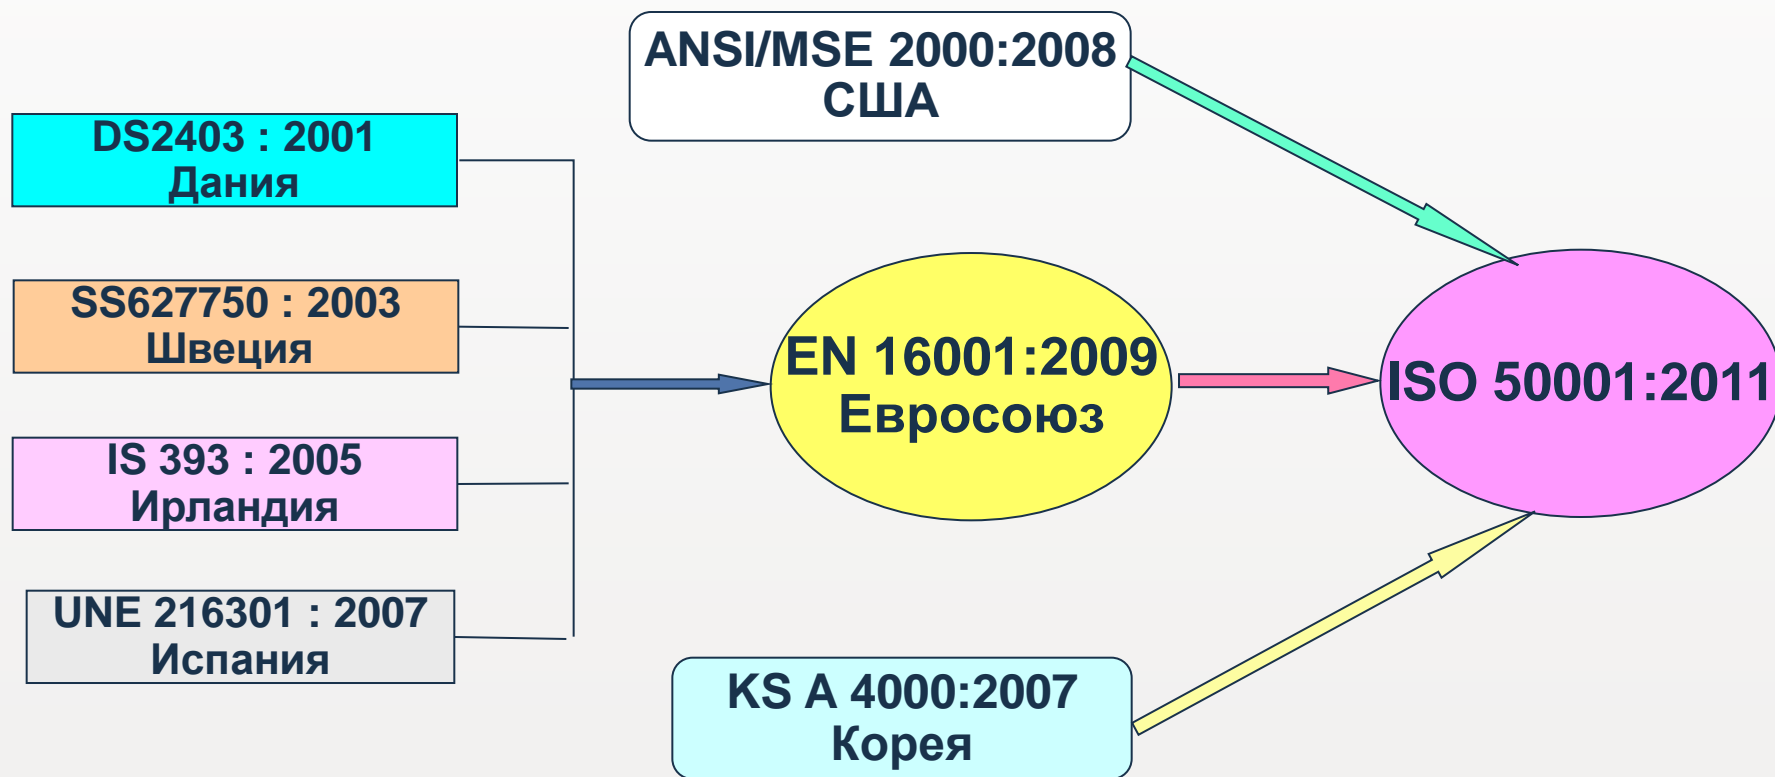 ANSI/MSE 2000:2008
США
DS2403 : 2001
Дания
SS627750 : 2003
Швеция
IS 393 : 2005
Ирландия
UNE 216301 : 2007
Испания
EN 16001:2009
Евросоюз
ISO 50001:2011
KS A 4000:2007
Корея